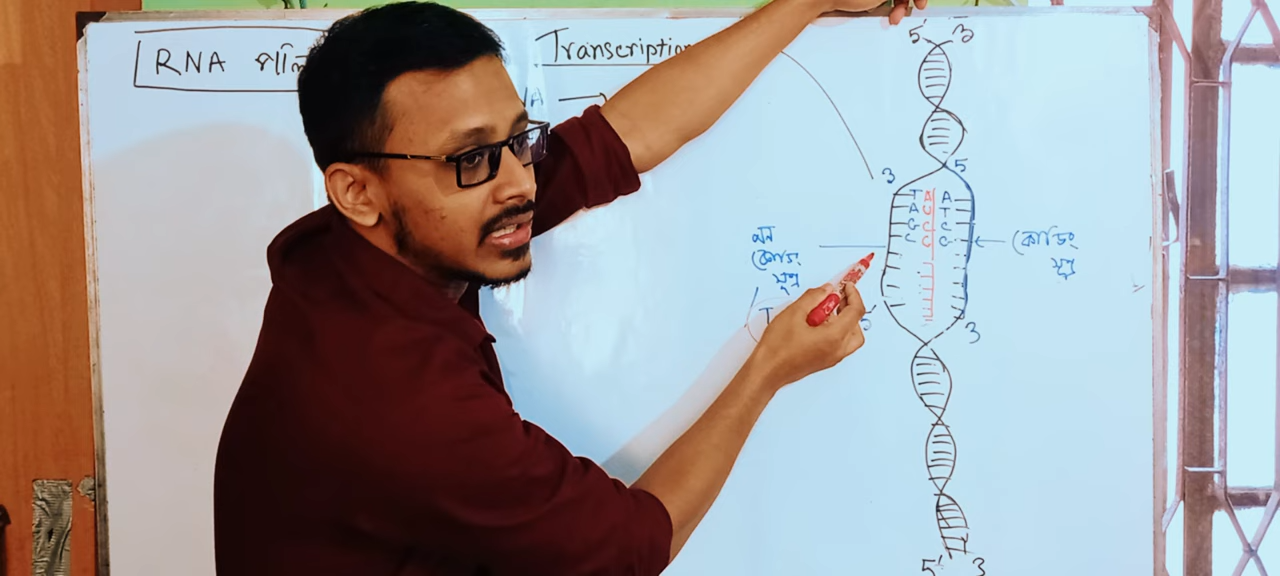 RNA
Transcription
5' 3'
3 5
T A A
A U T
G C C
C C G
নন
কোডিং
সূত্র
কোডিং
সূত্র
T
5'
3
5' 3